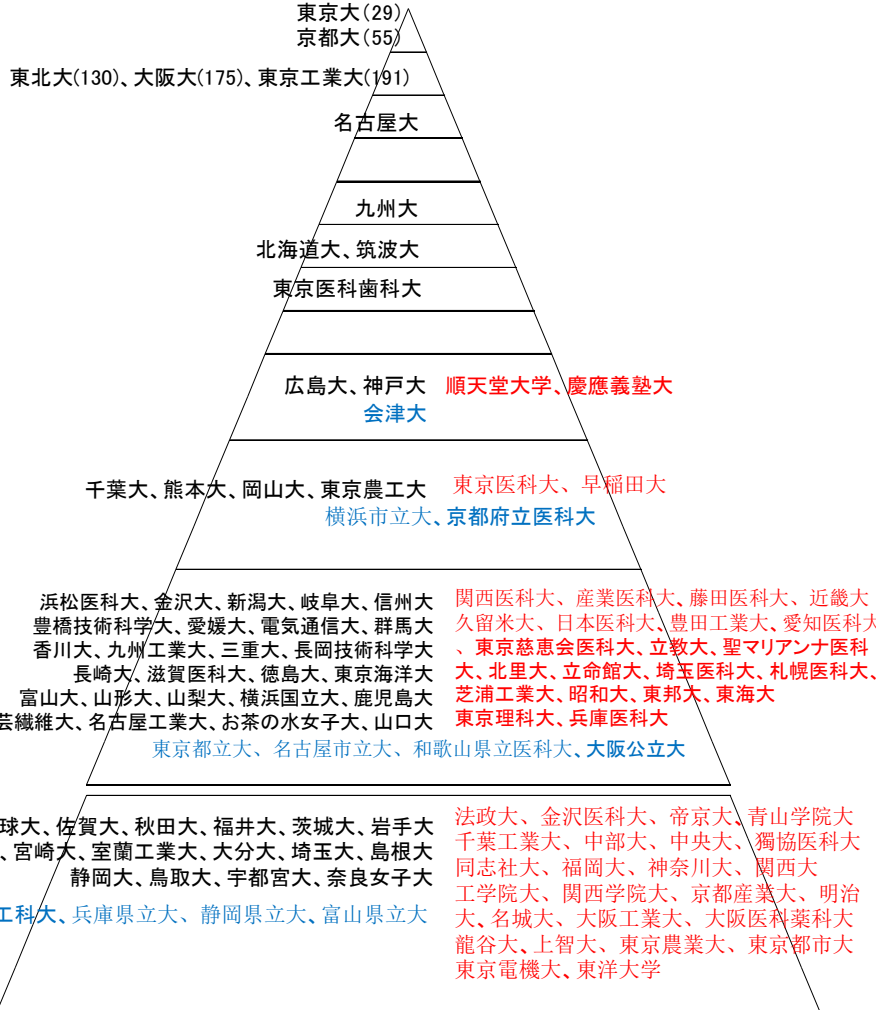 東京大(29)
京都大(55)
東北大(130)、大阪大(175)、東京工業大(191)
名古屋大
九州大
北海道大、筑波大
東京医科歯科大
広島大、神戸大 順天堂大学、慶應義塾大
会津大
千葉大、熊本大、岡山大、東京農工大 東京医科大、早稲田大
横浜市立大、京都府立医科大
浜松医科大、金沢大、新潟大、岐阜大、信州大
豊橋技術科学大、愛媛大、電気通信大、群馬大
香川大、九州工業大、三重大、長岡技術科学大
長崎大、滋賀医科大、徳島大、東京海洋大
富山大、山形大、山梨大、横浜国立大、鹿児島大
芸繊維大、名古屋工業大、お茶の水女子大、山口大
関西医科大、産業医科大、藤田医科大、近畿大
久留米大、日本医科大、豊田工業大、愛知医科大
、東京慈恵会医科大、立教大、聖マリアンナ医科
大、北里大、立命館大、埼玉医科大、札幌医科大、
芝浦工業大、昭和大、東邦大、東海大
東京理科大、兵庫医科大
東京都立大、名古屋市立大、和歌山県立医科大、大阪公立大
球大、佐賀大、秋田大、福井大、茨城大、岩手大
、宮崎大、室蘭工業大、大分大、埼玉大、島根大
静岡大、鳥取大、宇都宮大、奈良女子大
工科大、兵庫県立大、静岡県立大、富山県立大
法政大、金沢医科大、帝京大、青山学院大
千葉工業大、中部大、中央大、獨協医科大
同志社大、福岡大、神奈川大、関西大
工学院大、関西学院大、京都産業大、明治
大、名城大、大阪工業大、大阪医科薬科大
龍谷大、上智大、東京農業大、東京都市大
東京電機大、東洋大学